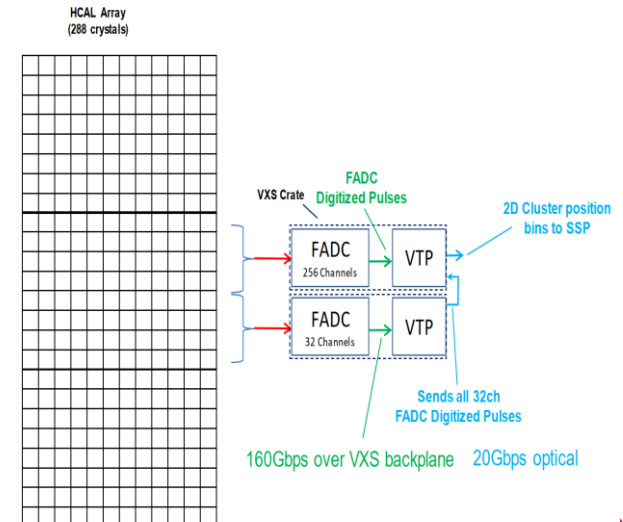 HCAL Array
(288 crystals)
FADC
Digitized Pulses
VXS Crate
2D Cluster position
bins to SSP
FADC
256 Channels
VTP
FADC
32 Channels
VTP
Sends all 32ch
FADC Digitized Pulses
160Gbps over VXS backplane
20Gbps optical